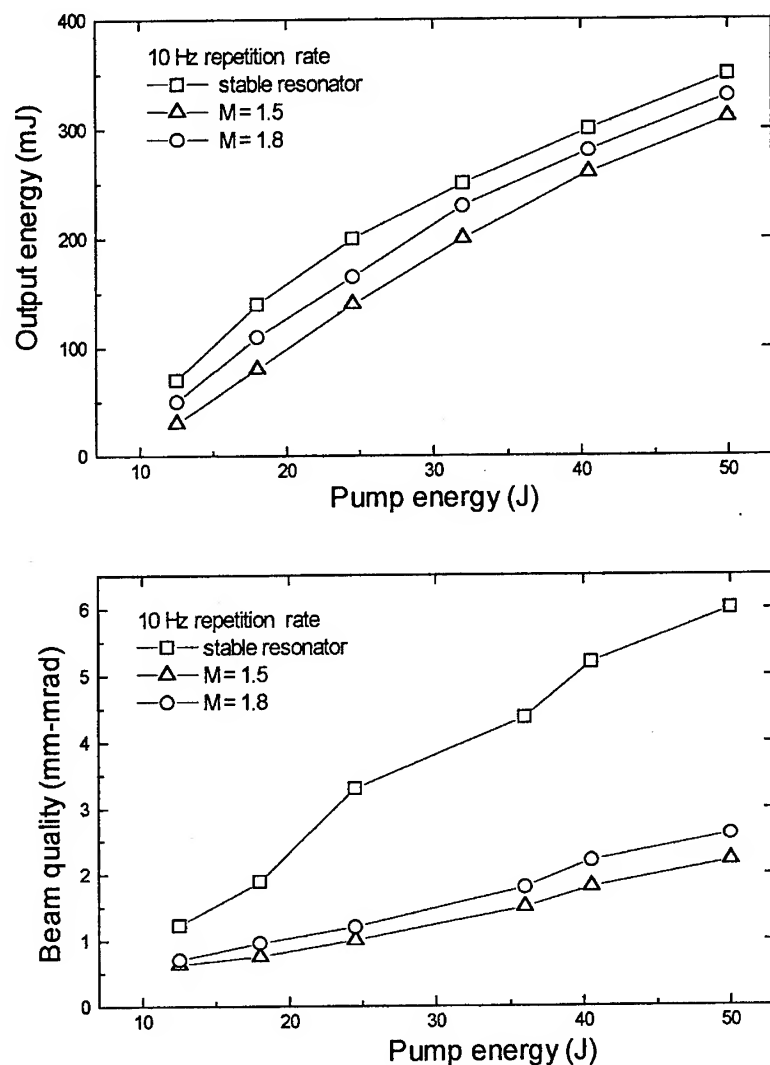 400
300
200
100
0
Output energy (mJ)
10 Hz repetition rate
stable resonator
M = 1.5
M = 1.8
10 20 30 40 50
Pump energy (J)
6
5
4
3
2
1
0
Beam quality (mm-mrad)
10 Hz repetition rate
stable resonator
M = 1.5
M = 1.8
10 20 30 40 50
Pump energy (J)